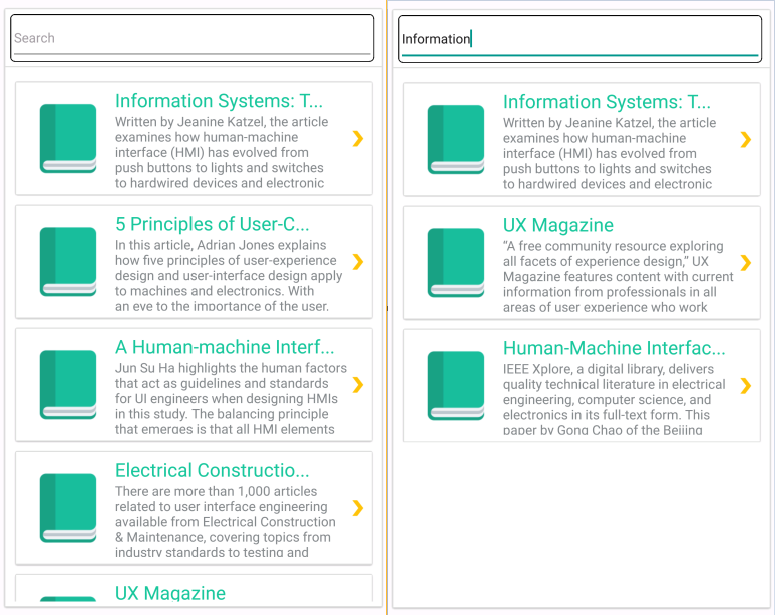 Search
Information Systems: T...
Written by Jeanine Katzel, the article
examines how human-machine
interface (HMI) has evolved from
push buttons to lights and switches
to hardwired devices and electronic
5 Principles of User-C...
In this article, Adrian Jones explains
how five principles of user-experience
design and user-interface design apply
to machines and electronics. With
an eye to the importance of the user.
A Human-machine Interf...
Jun Su Ha highlights the human factors
that act as guidelines and standards
for UI engineers when designing HMIs
in this study. The balancing principle
that emerges is that all HMI elements
Electrical Constructio...
There are more than 1,000 articles
related to user interface engineering
available from Electrical Construction
& Maintenance, covering topics from
industry standards to testing and
UX Magazine
Information
Information Systems: T...
Written by Jeanine Katzel, the article
examines how human-machine
interface (HMI) has evolved from
push buttons to lights and switches
to hardwired devices and electronic
UX Magazine
“A free community resource exploring
all facets of experience design,” UX
Magazine features content with current
information from professionals in all
areas of user experience who work
Human-Machine Interfac...
IEEE Xplore, a digital library, delivers
quality technical literature in electrical
engineering, computer science, and
electronics in its full-text form. This
paper by Gong Chao of the Beijing